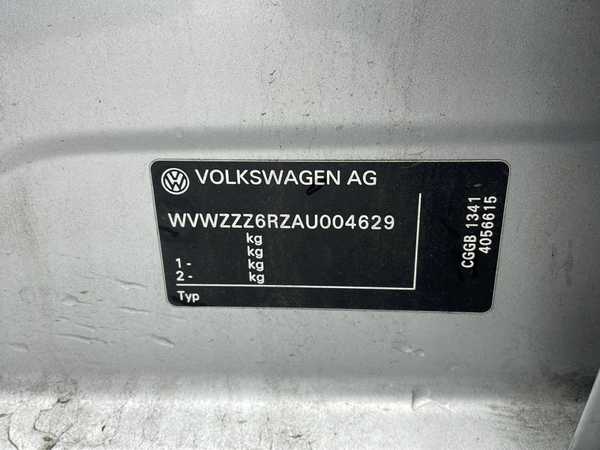 VOLKSWAGEN AG
WVWZZZ6RZAU004629
kg
kg
1 - kg
2 - kg
Typ
CGGB 1341
4056615